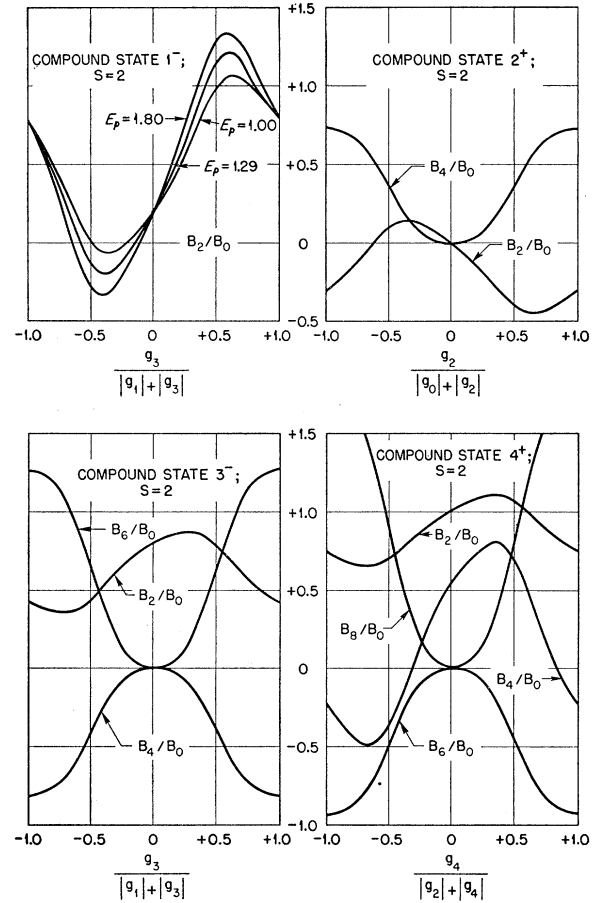 COMPOUND STATE 1⁻;
S=2
E_p=1.80
E_p=1.00
E_p=1.29
B₂/B₀
-1.0 -0.5 0 +0.5 +1.0
g₃
|g₁|+|g₃|
+1.5
+1.0
+0.5
0
-0.5
COMPOUND STATE 2⁺;
S=2
B₄/B₀
B₂/B₀
-1.0 -0.5 0 +0.5 +1.0
g₂
|g₀|+|g₂|
COMPOUND STATE 3⁻;
S=2
B₆/B₀
B₂/B₀
B₄/B₀
-1.0 -0.5 0 +0.5 +1.0
g₃
|g₁|+|g₃|
+1.5
+1.0
+0.5
0
-0.5
-1.0
COMPOUND STATE 4⁺;
S=2
B₂/B₀
B₈/B₀
B₄/B₀
B₆/B₀
-1.0 -0.5 0 +0.5 +1.0
g₄
|g₂|+|g₄|